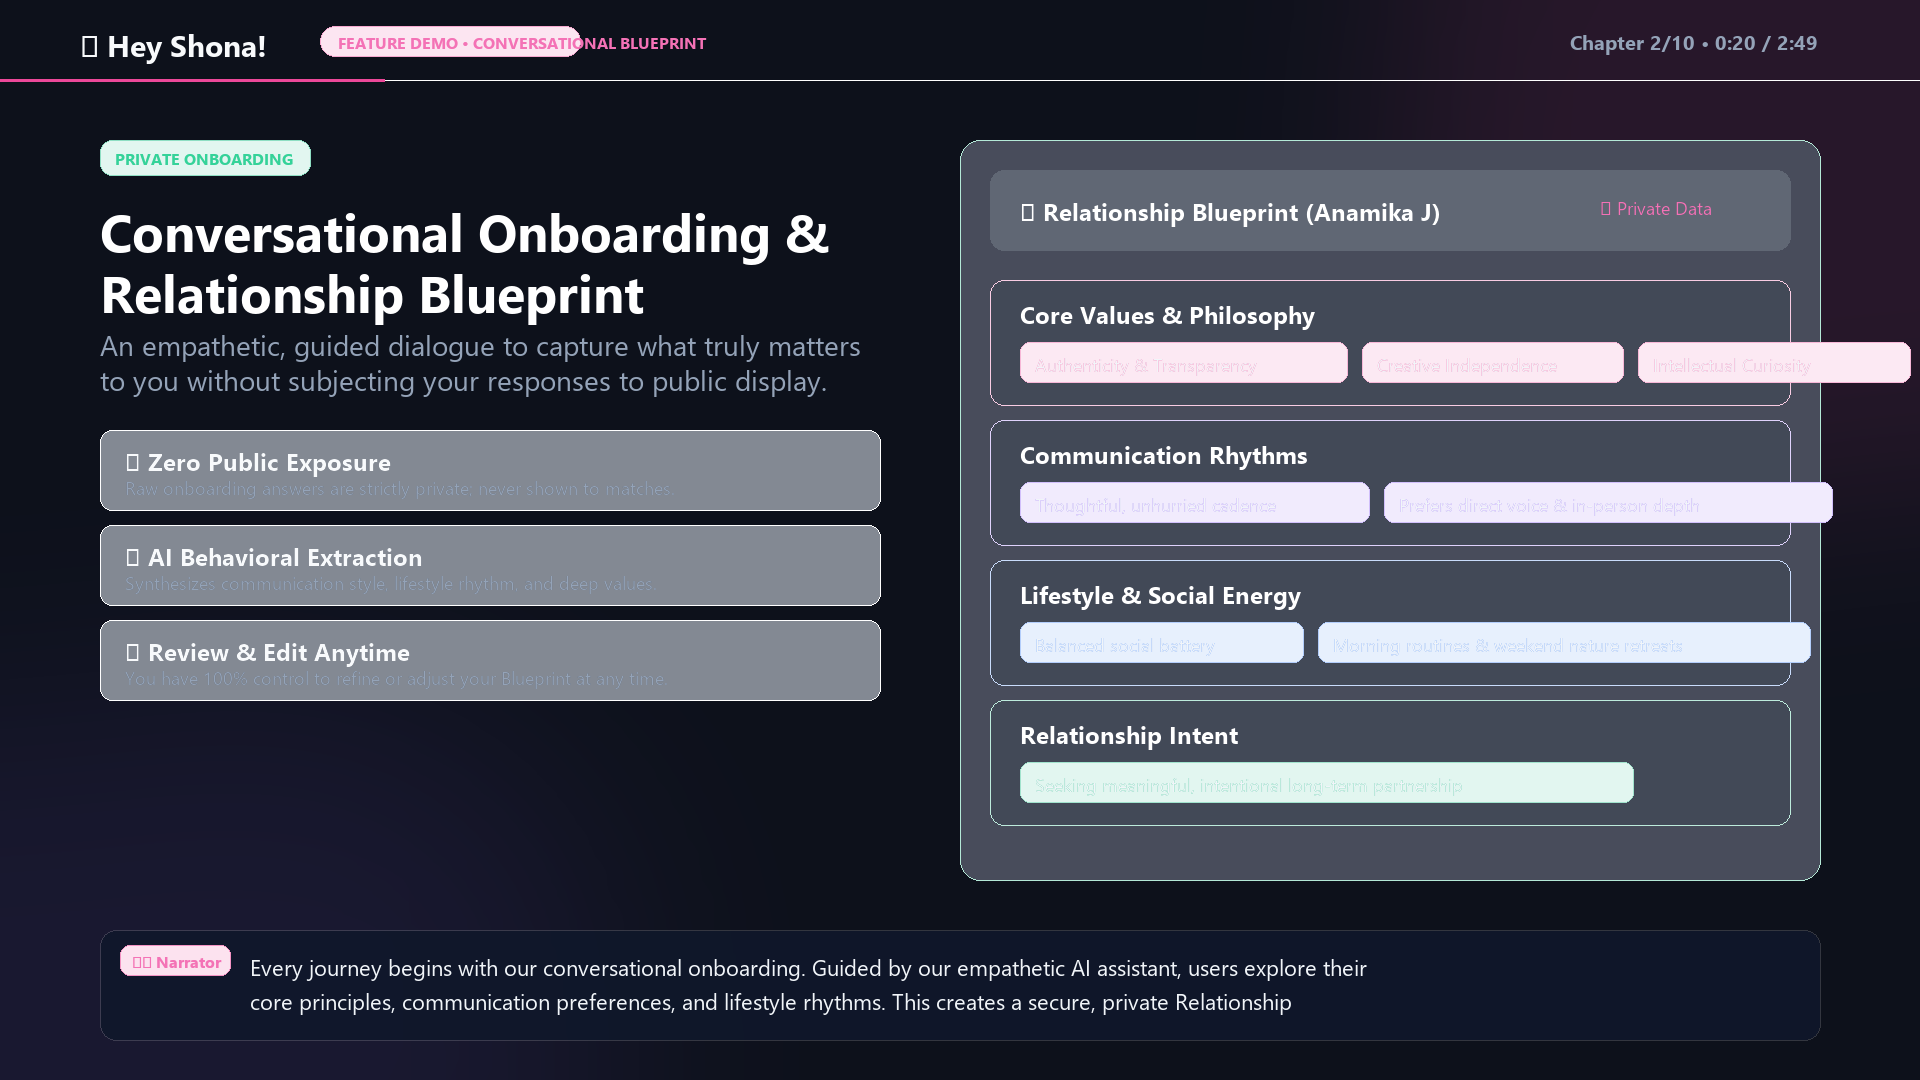 Hey Shona!
FEATURE DEMO • CONVERSATIONAL BLUEPRINT
Chapter 2/10 • 0:20 / 2:49
PRIVATE ONBOARDING
Conversational Onboarding &
Relationship Blueprint
An empathetic, guided dialogue to capture what truly matters
to you without subjecting your responses to public display.
Zero Public Exposure
Raw onboarding answers are strictly private; never shown to matches.
AI Behavioral Extraction
Synthesizes communication style, lifestyle rhythm, and deep values.
Review & Edit Anytime
You have 100% control to refine or adjust your Blueprint at any time.
Relationship Blueprint (Anamika J)
Private Data
Core Values & Philosophy
Authenticity & Transparency
Creative Independence
Intellectual Curiosity
Communication Rhythms
Thoughtful, unhurried cadence
Prefers direct voice & in-person depth
Lifestyle & Social Energy
Balanced social battery
Morning routines & weekend nature retreats
Relationship Intent
Seeking meaningful, intentional long-term partnership
Narrator
Every journey begins with our conversational onboarding. Guided by our empathetic AI assistant, users explore their
core principles, communication preferences, and lifestyle rhythms. This creates a secure, private Relationship